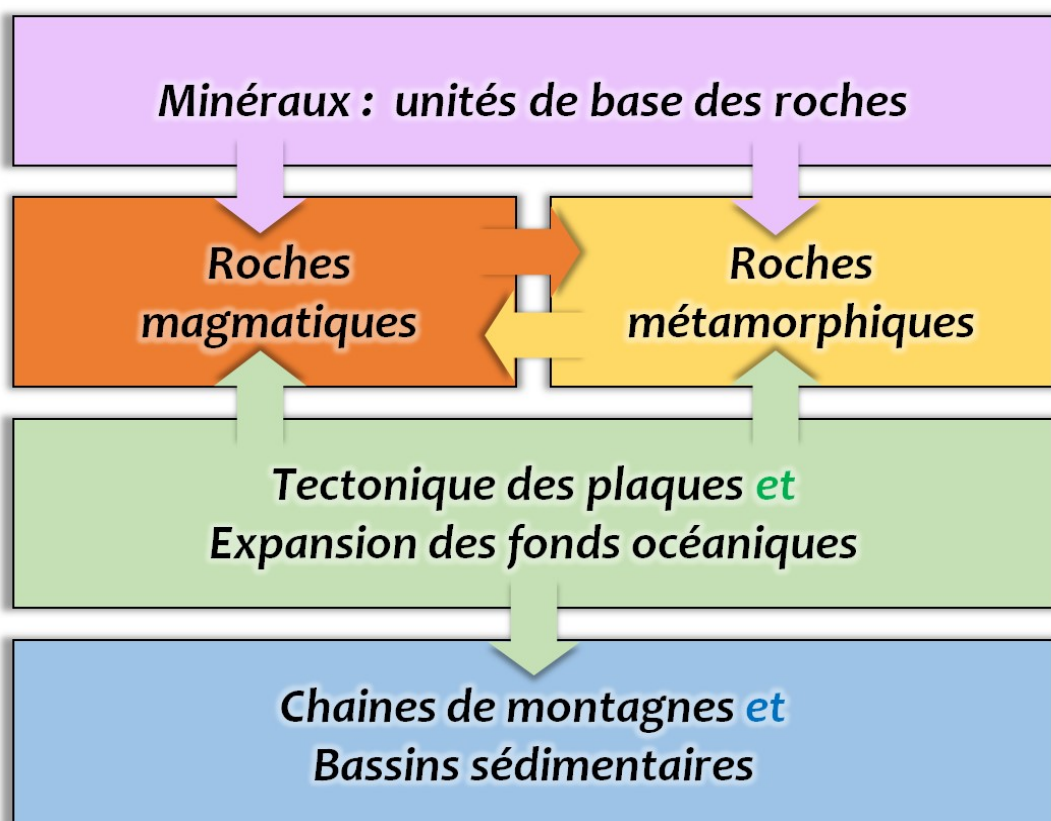 Minéraux : unités de base des roches
Roches
magmatiques
Roches
métamorphiques
Tectonique des plaques et
Expansion des fonds océaniques
Chaines de montagnes et
Bassins sédimentaires